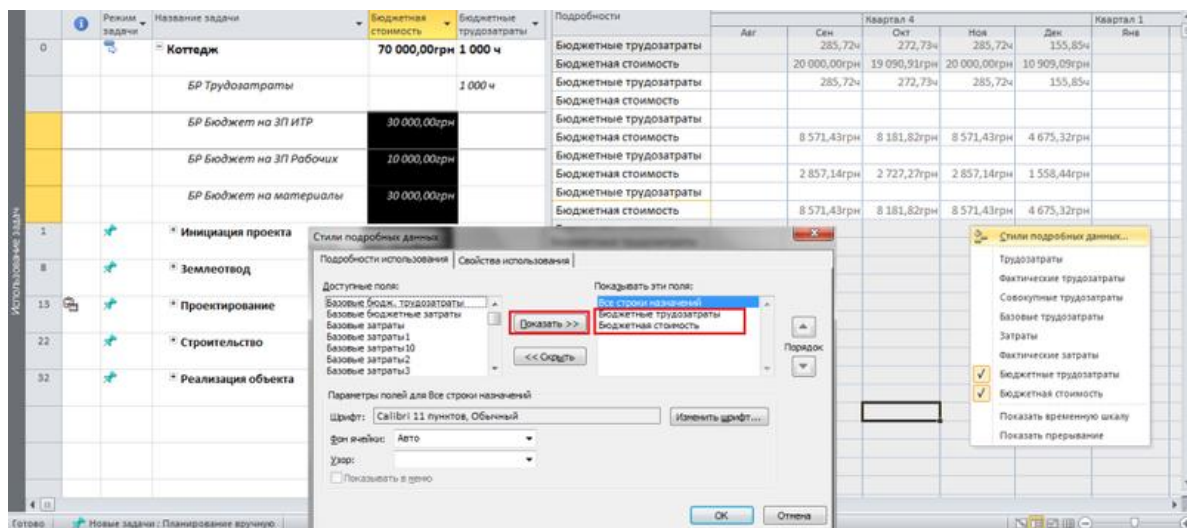 Режим задачи	Название задачи	Бюджетная стоимость	Бюджетные трудозатраты	Подробности	Квартал 4	Квартал 1
Авг	Сен	Окт	Ноя	Дек	Янв
0	Коттедж	70 000,00грн	1 000 ч	Бюджетные трудозатраты	285,72ч	272,73ч	285,72ч	155,85ч
Бюджетная стоимость	20 000,00грн	19 090,91грн	20 000,00грн	10 909,09грн
БР Трудозатраты	1 000 ч	Бюджетные трудозатраты	285,72ч	272,73ч	285,72ч	155,85ч
Бюджетная стоимость
БР Бюджет на ЗП ИТР	30 000,00грн	Бюджетные трудозатраты
Бюджетная стоимость	8 571,43грн	8 181,82грн	8 571,43грн	4 675,32грн
БР Бюджет на ЗП Рабочих	10 000,00грн	Бюджетные трудозатраты
Бюджетная стоимость	2 857,14грн	2 727,27грн	2 857,14грн	1 558,44грн
БР Бюджет на материалы	30 000,00грн	Бюджетные трудозатраты
Бюджетная стоимость	8 571,43грн	8 181,82грн	8 571,43грн	4 675,32грн
Использование задач
1	Инициация проекта
8	Землеотвод
13	Проектирование
22	Строительство
32	Реализация объекта
Стили подробных данных
Подробности использования	Свойства использования
Доступные поля:
Базовые бюдж. трудозатраты
Базовые бюджетные затраты
Базовые затраты
Базовые затраты1
Базовые затраты10
Базовые затраты2
Базовые затраты3
Показать >>
<< Скрыть
Показывать эти поля:
Все строки назначений
Бюджетные трудозатраты
Бюджетная стоимость
Порядок
Параметры полей для Все строки назначений
Шрифт:	Calibri 11 пунктов, Обычный	Изменить шрифт...
Фон ячейки:	Авто
Узор:
Показывать в меню
OK	Отмена
Стили подробных данных...
Трудозатраты
Фактические трудозатраты
Совокупные трудозатраты
Базовые трудозатраты
Затраты
Фактические затраты
Бюджетные трудозатраты
Бюджетная стоимость
Показать временную шкалу
Показать прерывание
Готово	Новые задачи : Планирование вручную